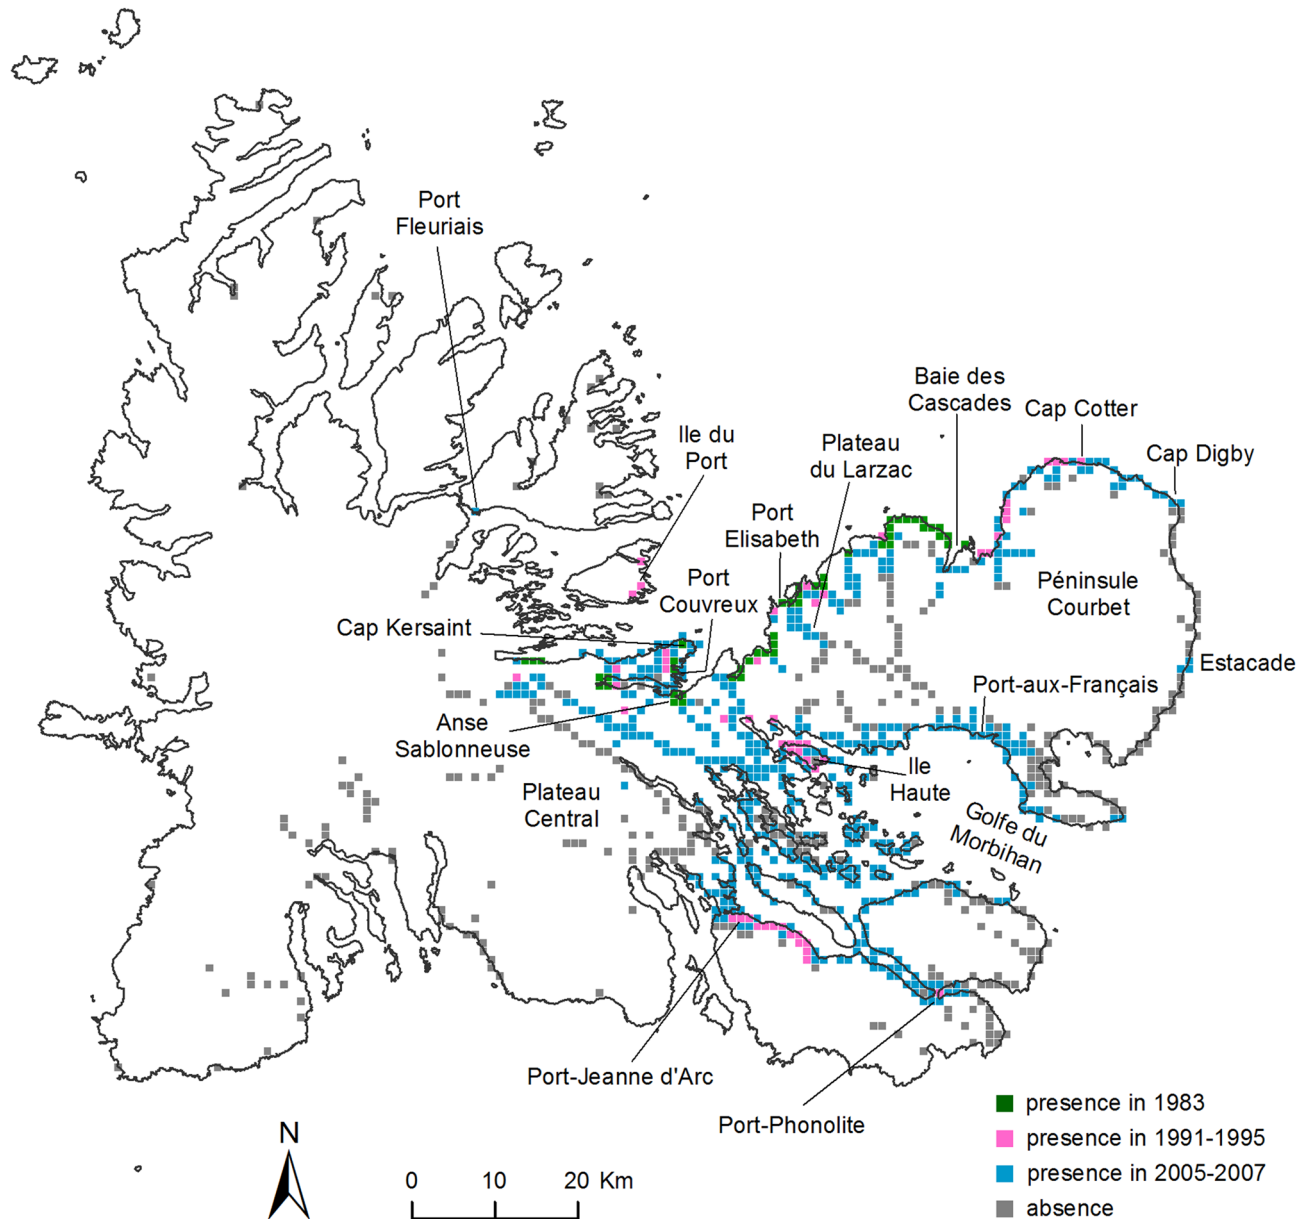 Port
Fleuriais
Baie des
Cascades
Cap Cotter
Ile du
Port
Plateau
du Larzac
Cap Digby
Port
Elisabeth
Port
Couvreux
Péninsule
Courbet
Cap Kersaint
Estacade
Port-aux-Français
Anse
Sablonneuse
Ile
Haute
Plateau
Central
Golfe du
Morbihan
Port-Jeanne d'Arc
Port-Phonolite
presence in 1983
presence in 1991-1995
presence in 2005-2007
absence
N
0 10 20 Km